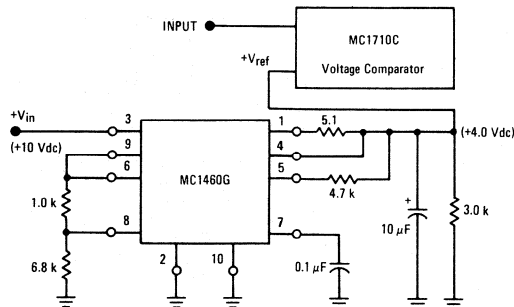 INPUT
MC1710C
Voltage Comparator
+Vref
+Vin
(+10 Vdc)
3
9
6
8
MC1460G
1
4
5
7
2
10
5.1
4.7 k
(+4.0 Vdc)
1.0 k
6.8 k
0.1 μF
+
10 μF
3.0 k